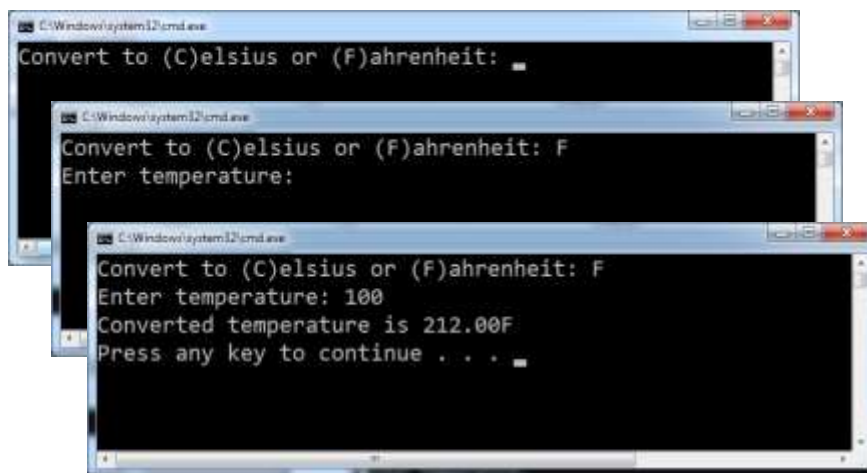 C:\Windows\system32\cmd.exe
Convert to (C)elsius or (F)ahrenheit:
C:\Windows\system32\cmd.exe
Convert to (C)elsius or (F)ahrenheit: F
Enter temperature:
C:\Windows\system32\cmd.exe
Convert to (C)elsius or (F)ahrenheit: F
Enter temperature: 100
Converted temperature is 212.00F
Press any key to continue . . .